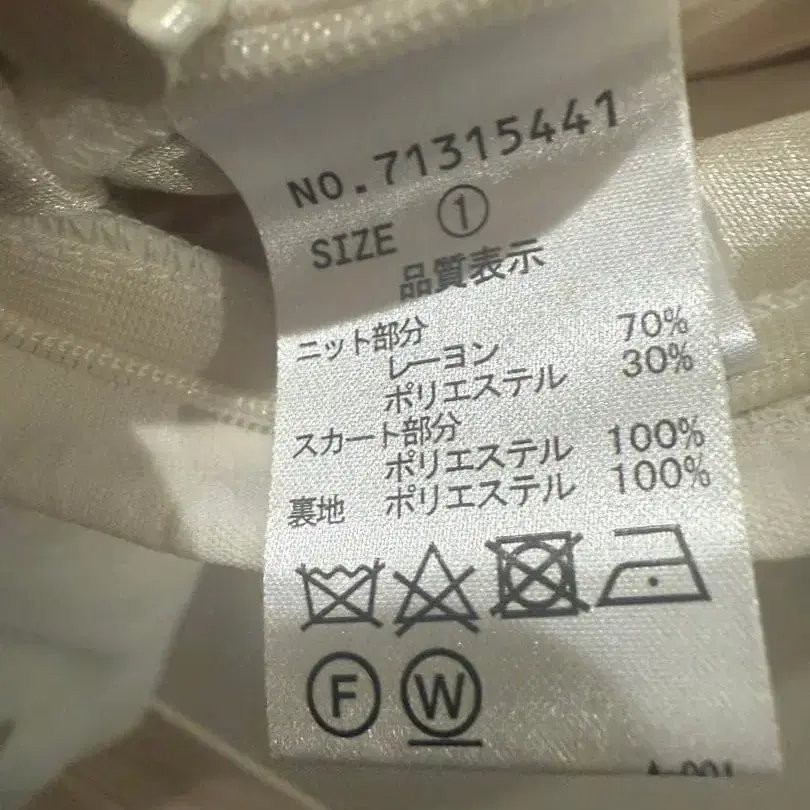 NO.71315441
SIZE ①
品質表示
ニット部分
レーヨン 70%
ポリエステル 30%
スカート部分
ポリエステル 100%
裏地 ポリエステル 100%
F W